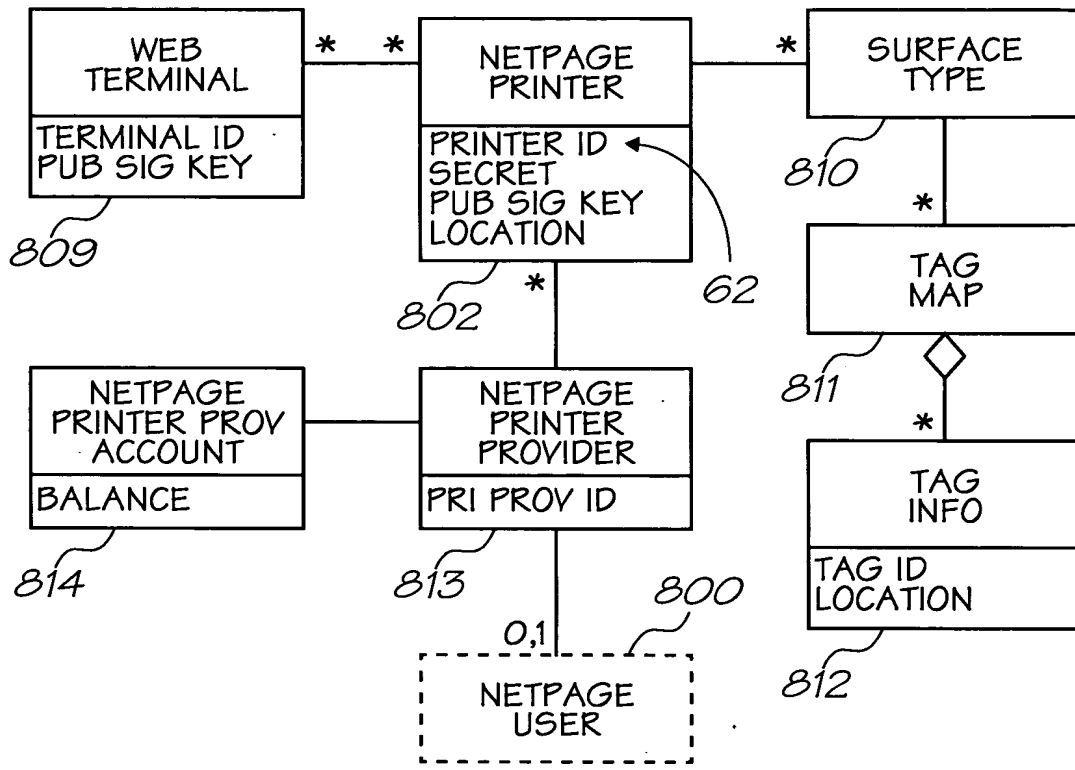 WEB
TERMINAL
TERMINAL ID
PUB SIG KEY
809
* *
NETPAGE
PRINTER
PRINTER ID
SECRET
PUB SIG KEY
LOCATION
802
62
*
SURFACE
TYPE
810
*
TAG
MAP
811
*
TAG
INFO
TAG ID
LOCATION
812
*
NETPAGE
PRINTER PROV
ACCOUNT
BALANCE
814
NETPAGE
PRINTER
PROVIDER
PRI PROV ID
813
800
0,1
NETPAGE
USER